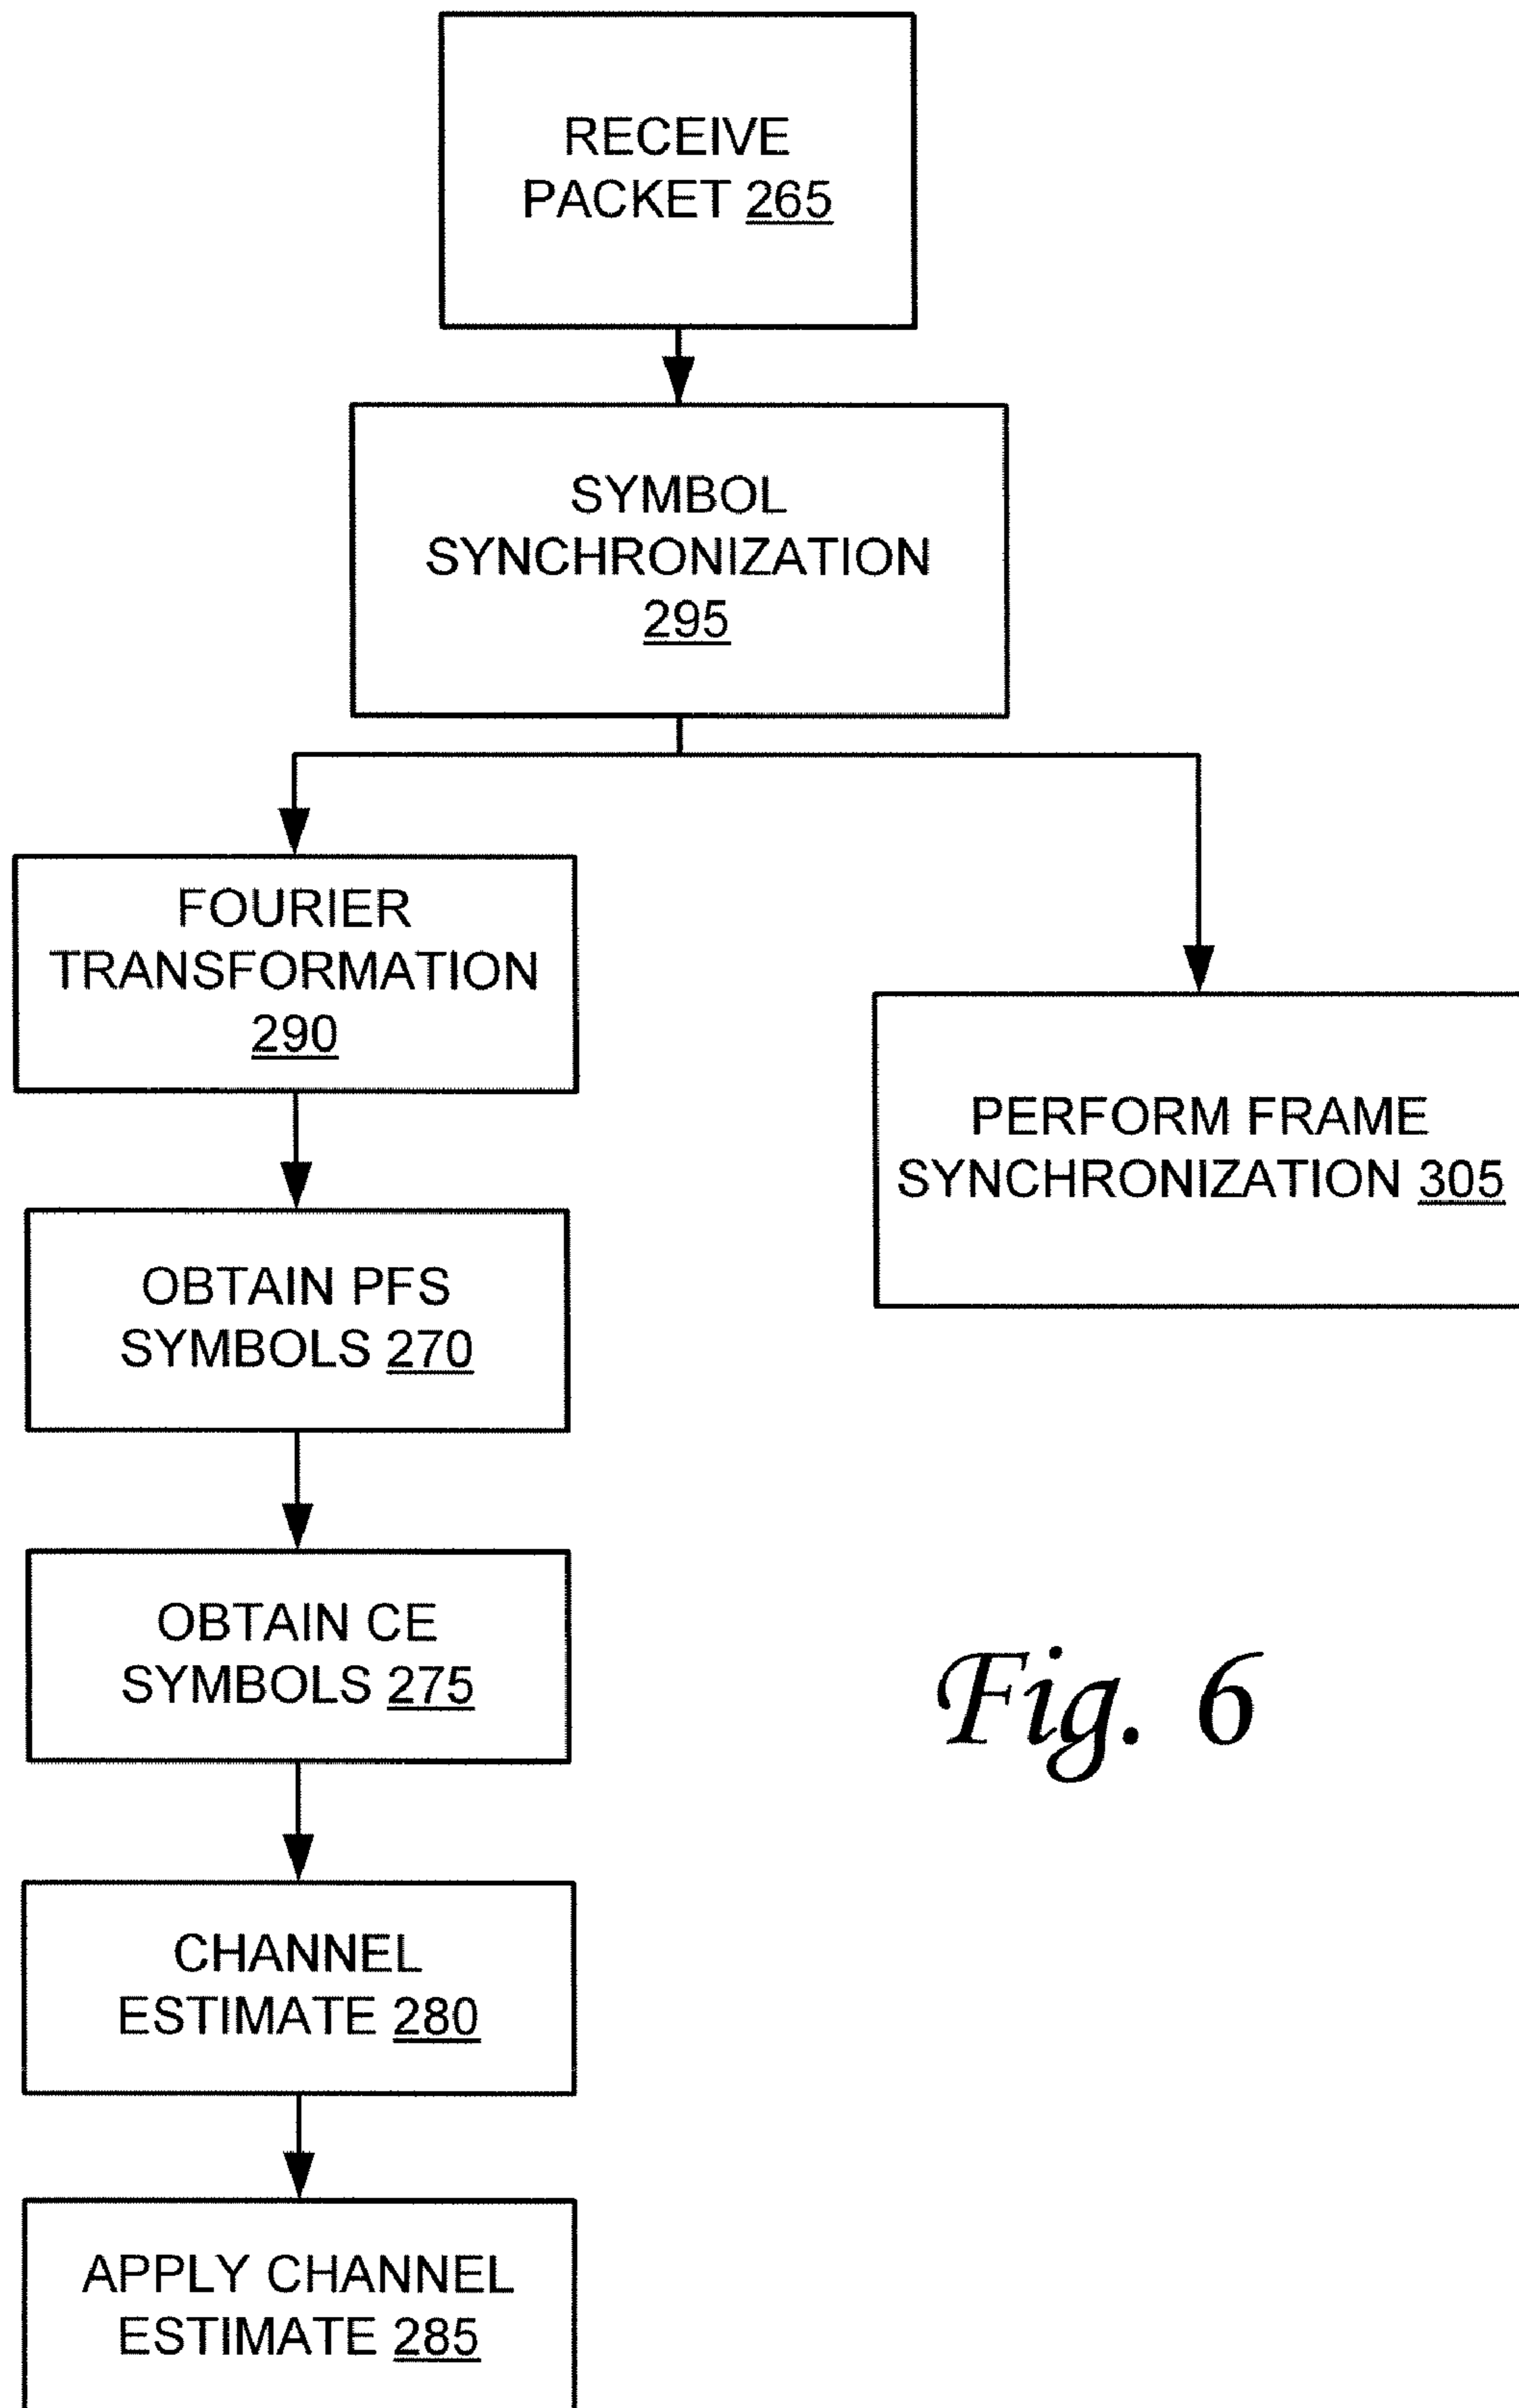 RECEIVE
PACKET 265
SYMBOL
SYNCHRONIZATION
295
FOURIER
TRANSFORMATION
290
PERFORM FRAME
SYNCHRONIZATION 305
OBTAIN PFS
SYMBOLS 270
OBTAIN CE
SYMBOLS 275
Fig. 6
CHANNEL
ESTIMATE 280
APPLY CHANNEL
ESTIMATE 285